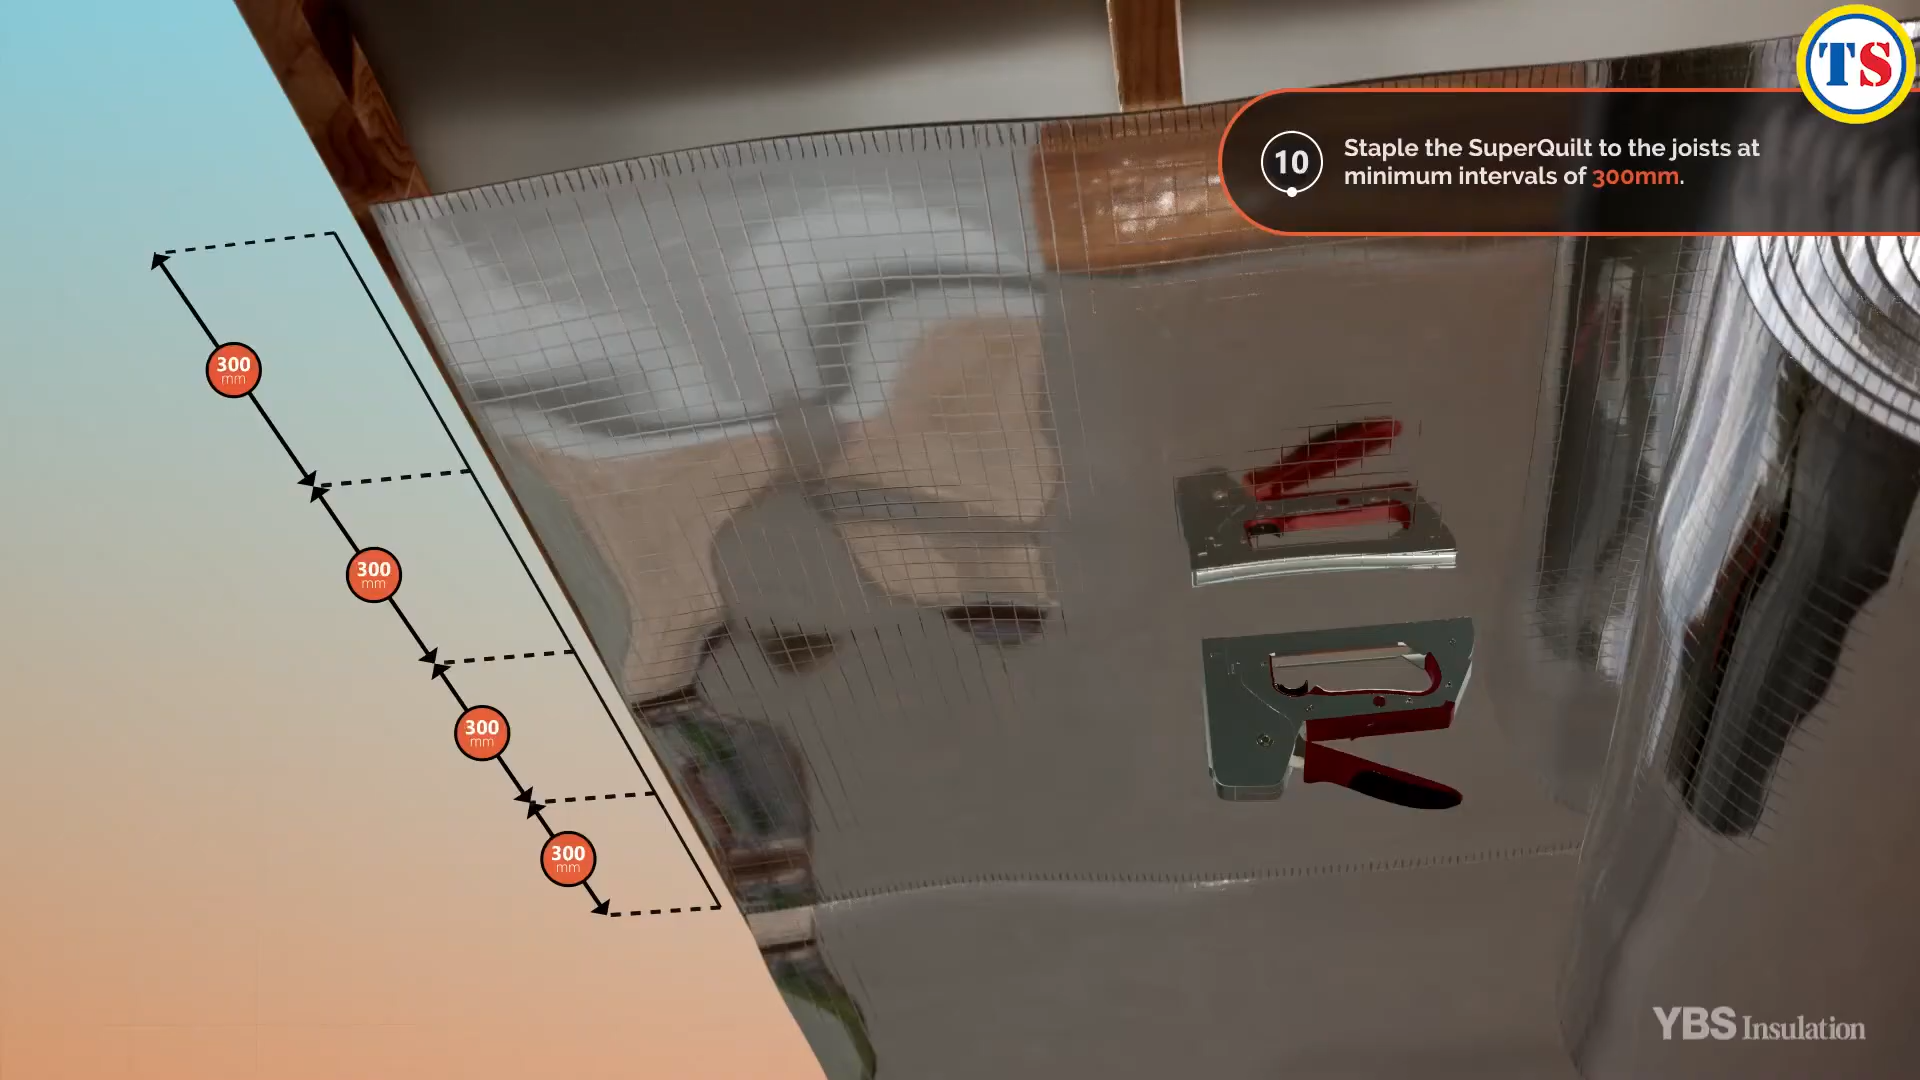 TS
10
Staple the SuperQuilt to the joists at
minimum intervals of 300mm.
300
mm
300
mm
300
mm
300
mm
YBS Insulation